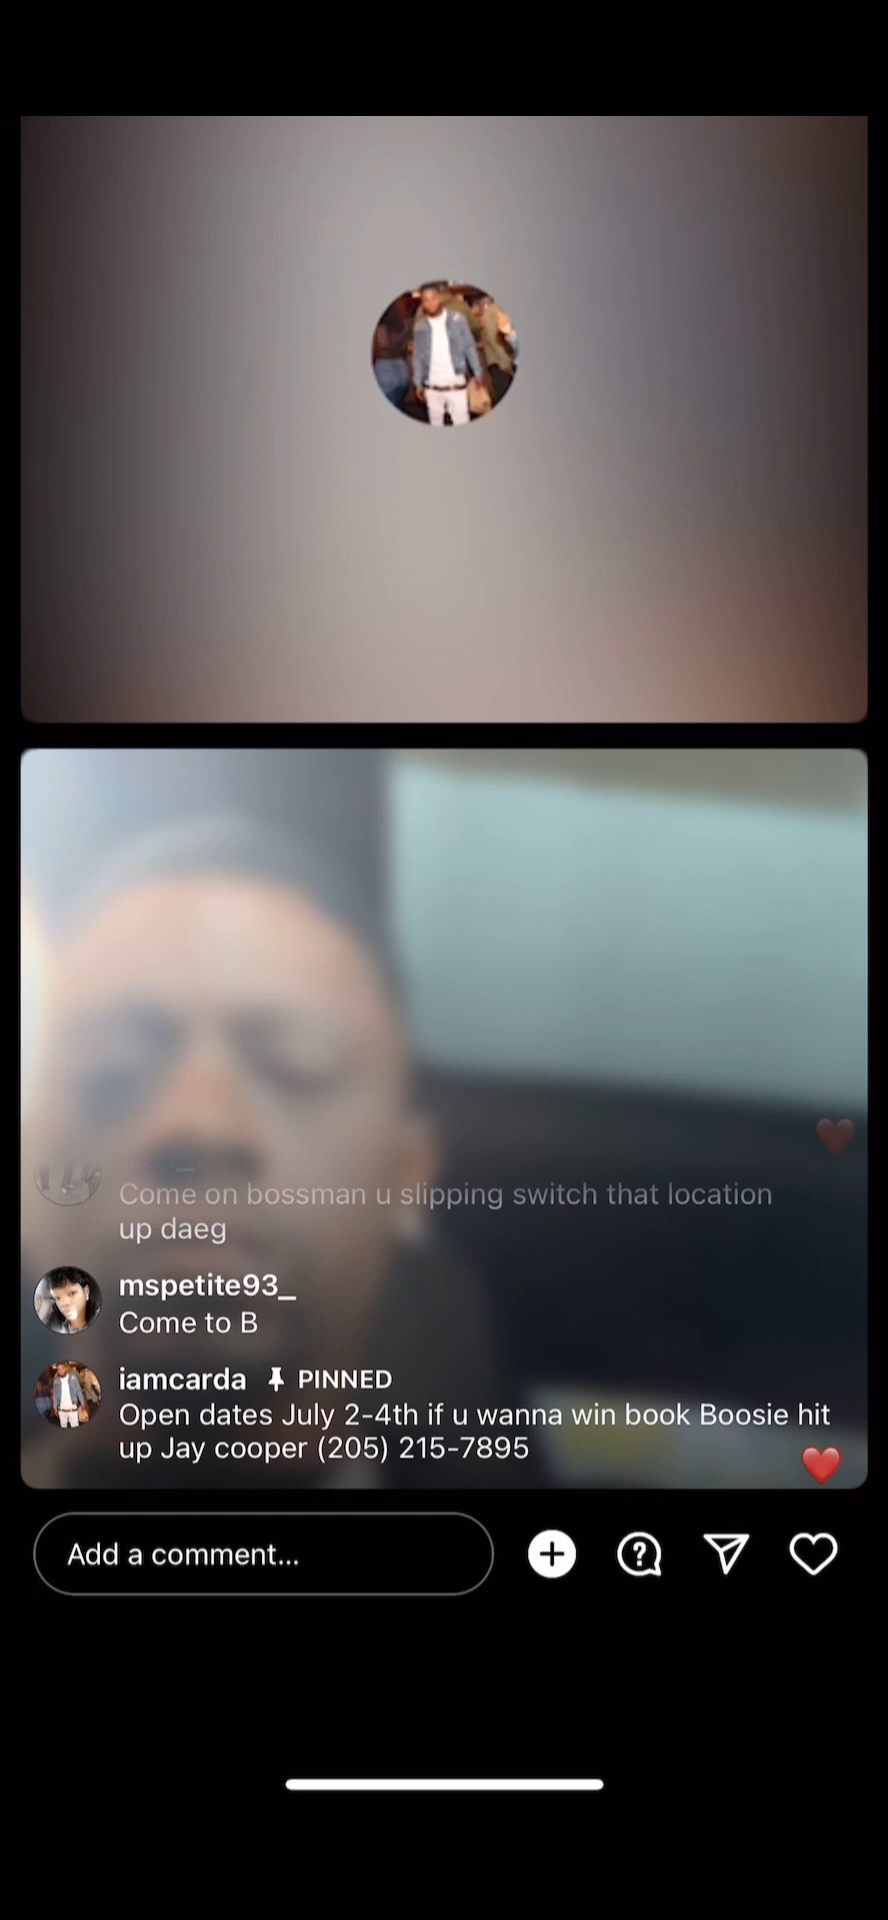 Come on bossman u slipping switch that location
up daeg
mspetite93_
Come to B
iamcarda PINNED
Open dates July 2-4th if u wanna win book Boosie hit
up Jay cooper (205) 215-7895
Add a comment...